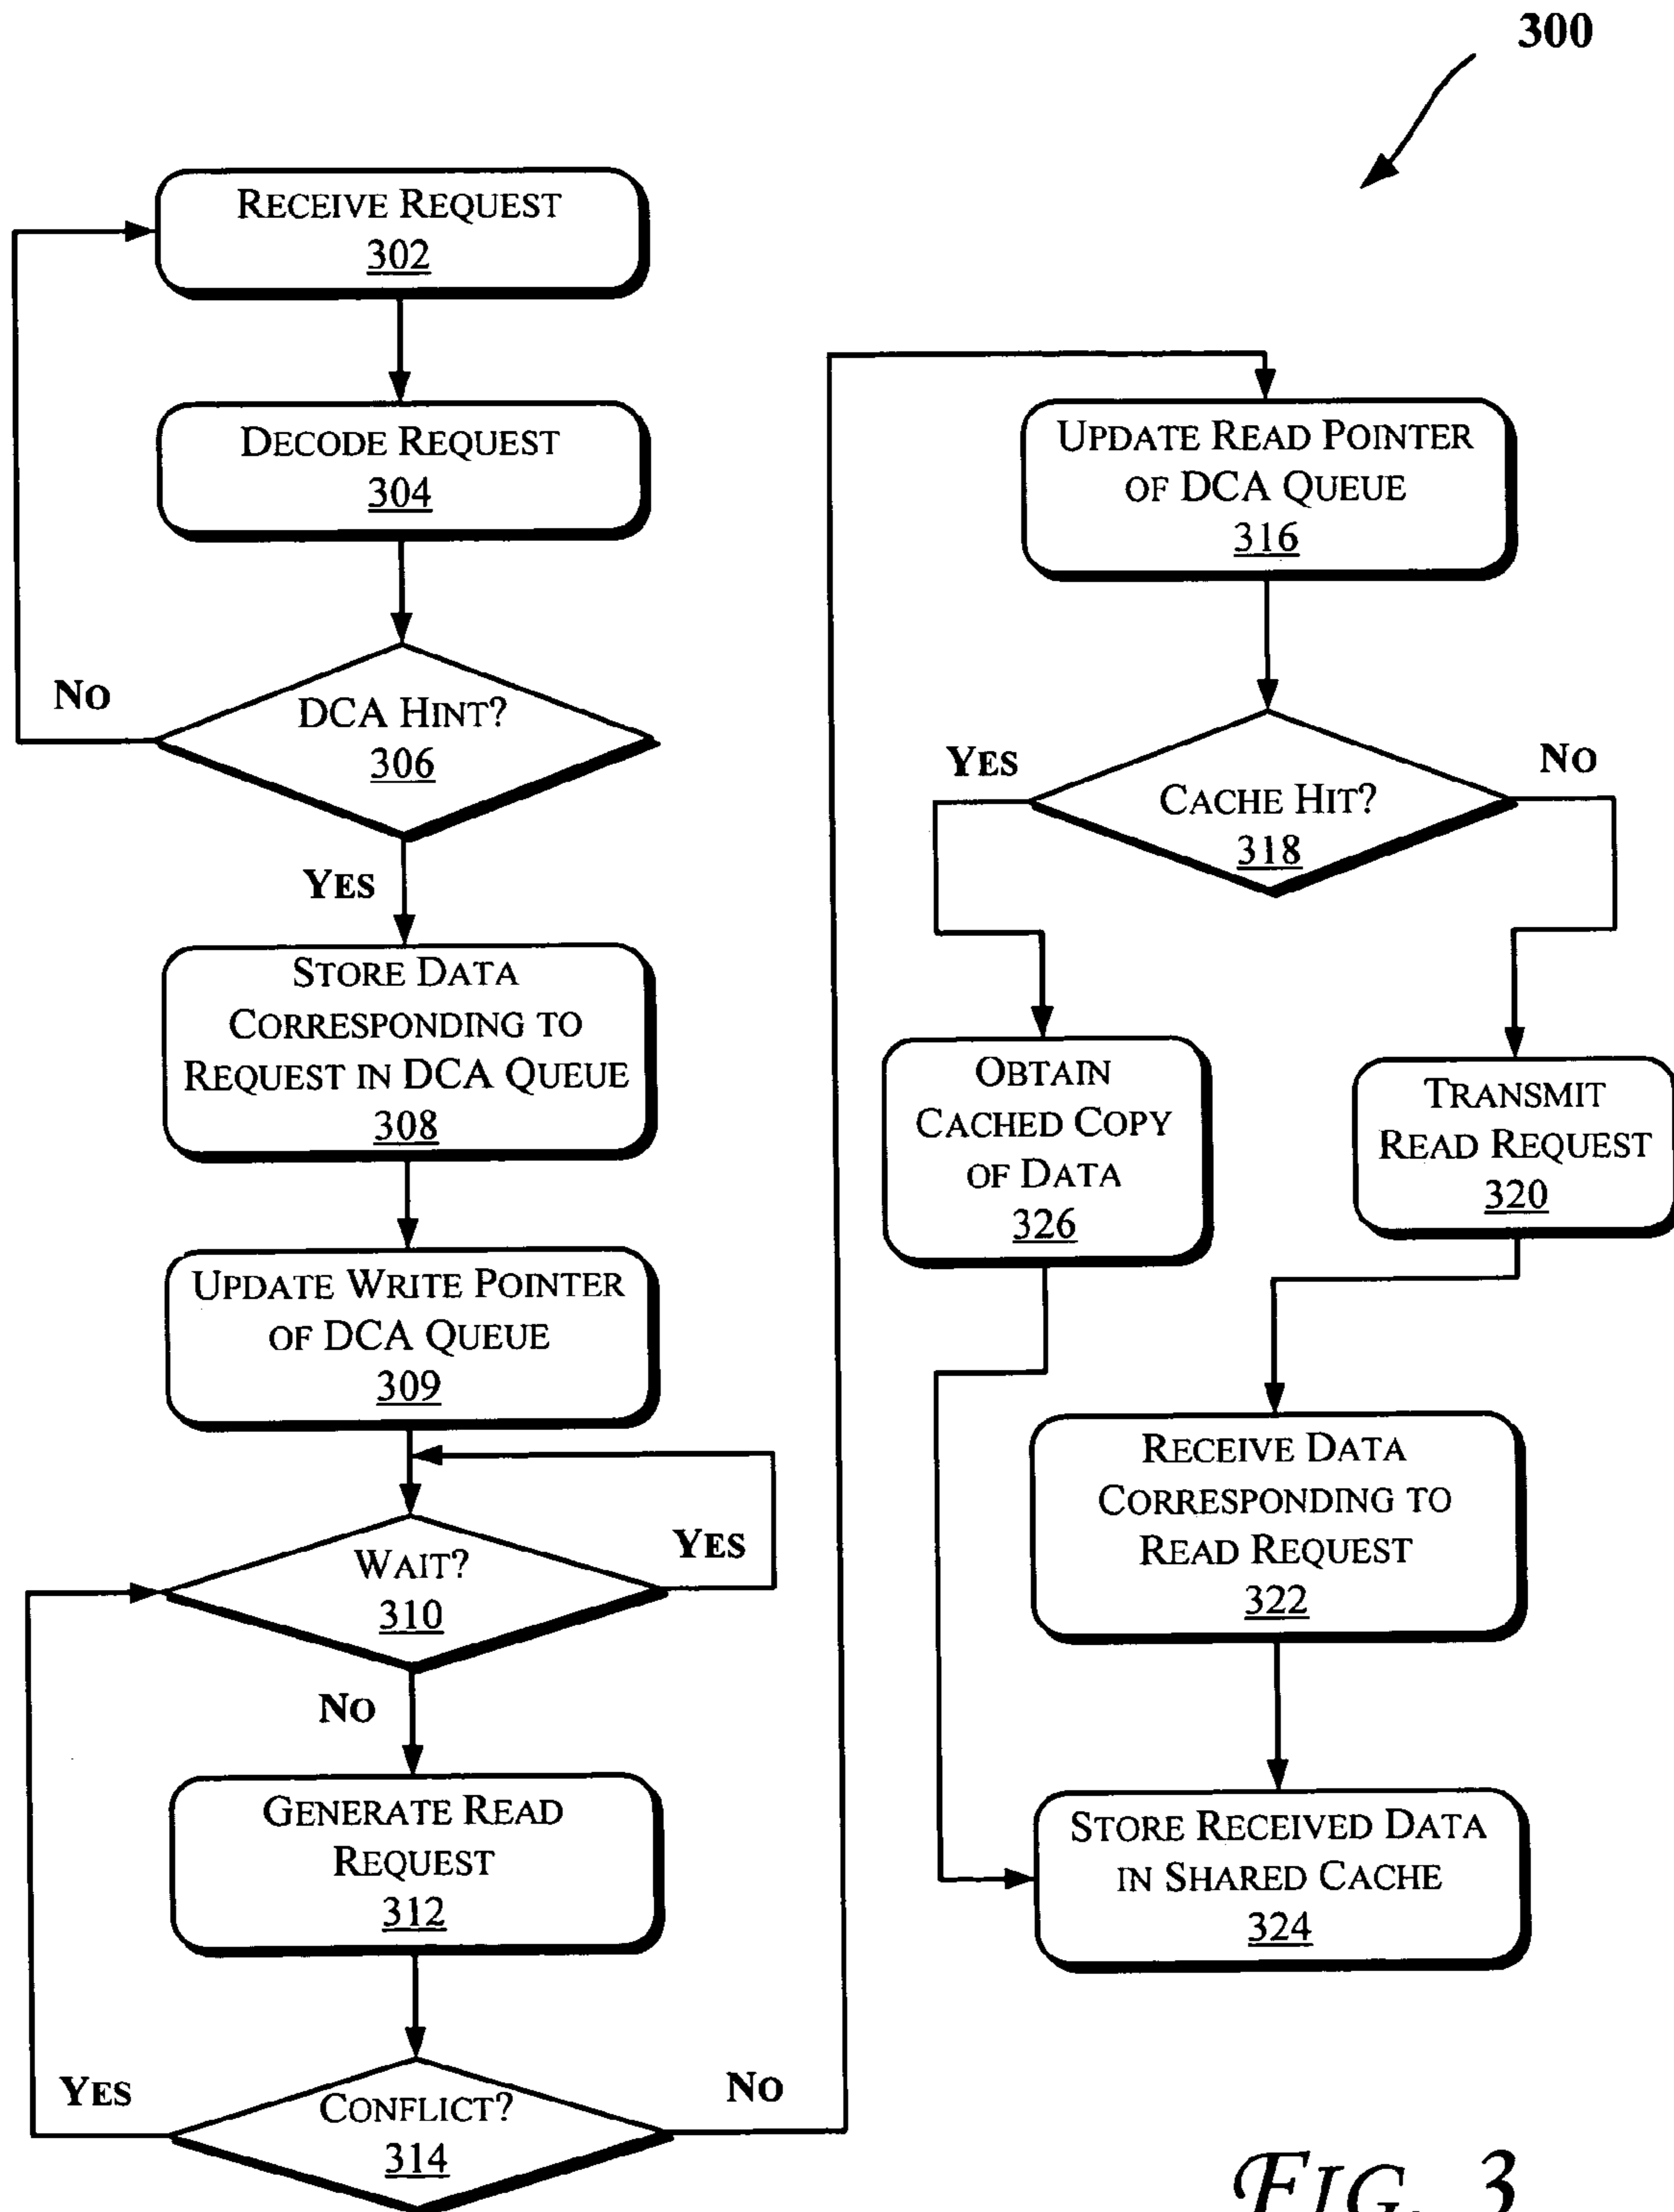 300
RECEIVE REQUEST
302
DECODE REQUEST
304
DCA HINT?
306
NO
YES
STORE DATA
CORRESPONDING TO
REQUEST IN DCA QUEUE
308
UPDATE WRITE POINTER
OF DCA QUEUE
309
WAIT?
310
YES
NO
GENERATE READ
REQUEST
312
CONFLICT?
314
YES
NO
UPDATE READ POINTER
OF DCA QUEUE
316
CACHE HIT?
318
YES
NO
OBTAIN
CACHED COPY
OF DATA
326
TRANSMIT
READ REQUEST
320
RECEIVE DATA
CORRESPONDING TO
READ REQUEST
322
STORE RECEIVED DATA
IN SHARED CACHE
324
FIG. 3